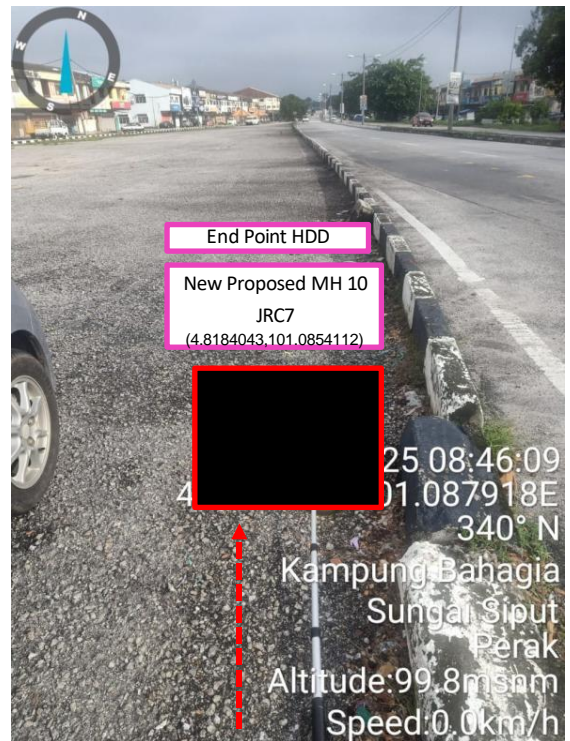 N
E
S
W
End Point HDD
New Proposed MH 10
JRC7
(4.8184043,101.0854112)
25 08:46:09
4
01.087918E
340° N
Kampung Bahagia
Sungai Siput
Perak
Altitude:99.8msnm
Speed:0.0km/h